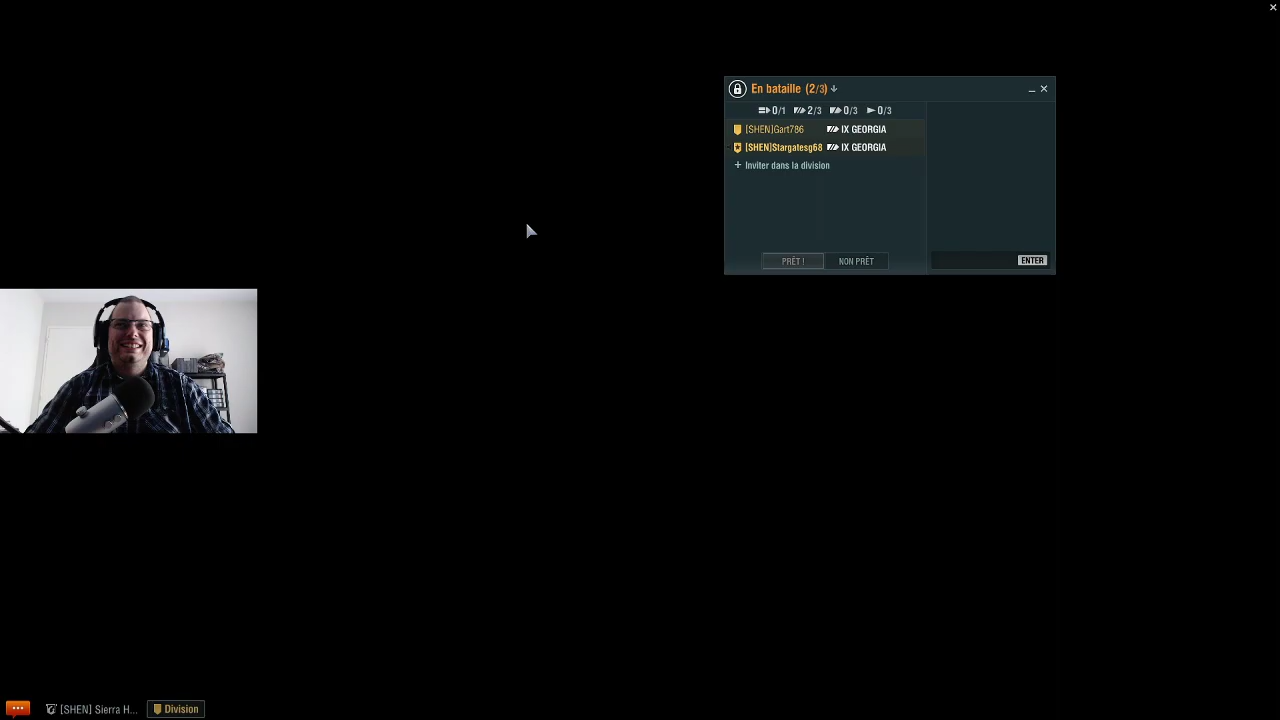 En bataille (2/3)
0/1 2/3 0/3 0/3
[SHEN]Gart786 IX GEORGIA
[SHEN]Stargatesg68 IX GEORGIA
+ Inviter dans la division
PRÊT ! NON PRÊT
ENTER
[SHEN] Sierra H... Division